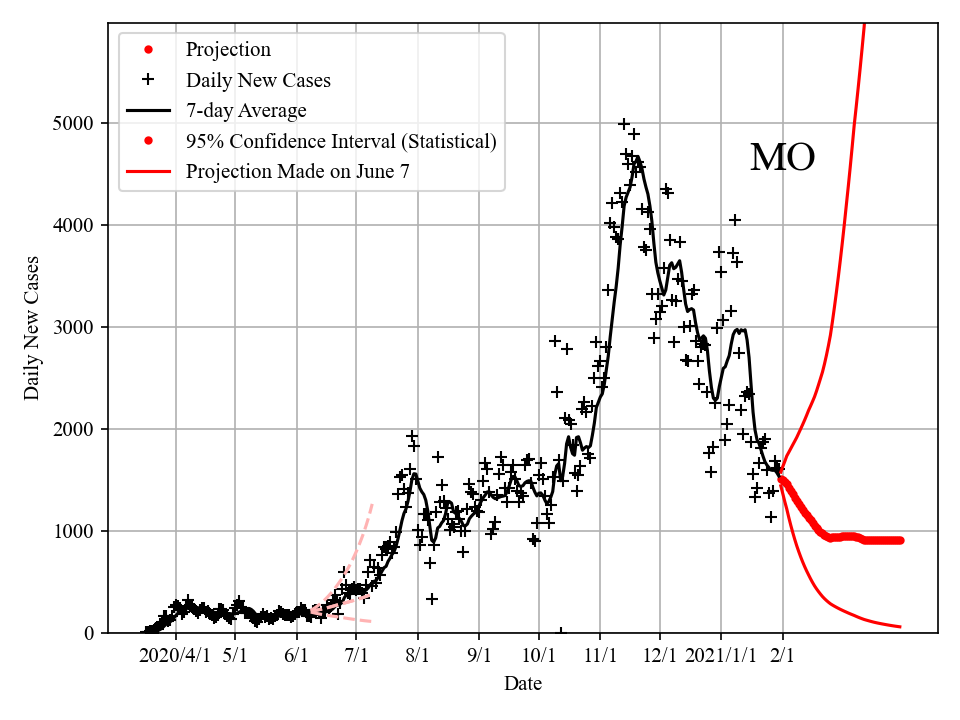 Projection
Daily New Cases
7-day Average
95% Confidence Interval (Statistical)
Projection Made on June 7
MO
Daily New Cases
5000
4000
3000
2000
1000
0
2020/4/1 5/1 6/1 7/1 8/1 9/1 10/1 11/1 12/1 2021/1/1 2/1
Date